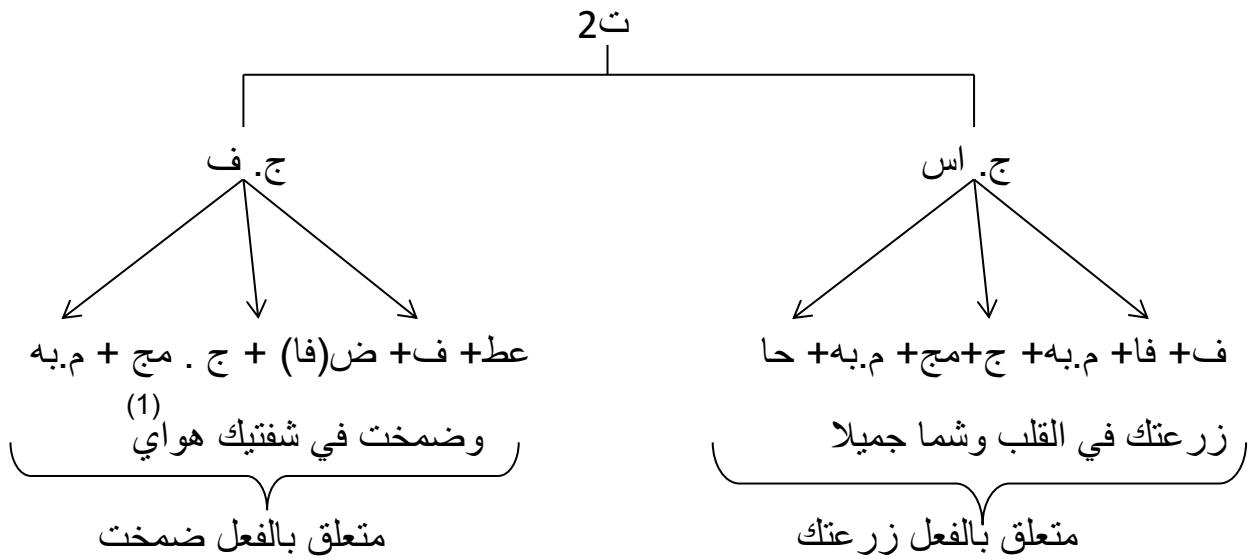 ت2
ج. اس
ج. ف
ف+ فا+ م.به+ ج+مج+ م.به+ حا
عط+ ف+ ض(فا) + ج . مج + م.به
زرعتك في القلب وشما جميلا
وضمخت في شفتيك هواي(1)
متعلق بالفعل زرعتك
متعلق بالفعل ضمخت